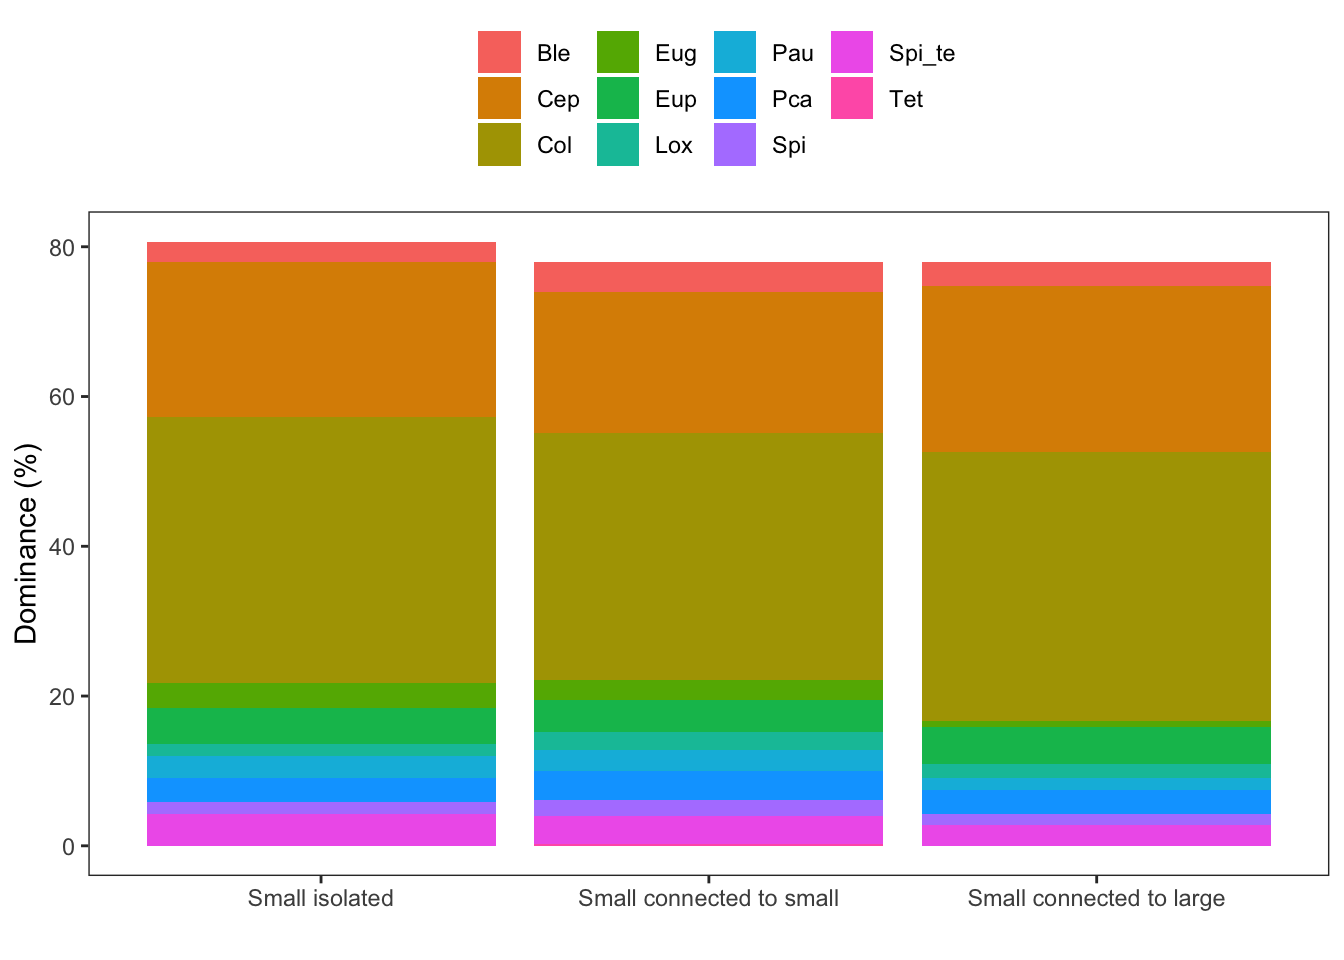 Ble Eug Pau Spi_te
Cep Eup Pca Tet
Col Lox Spi
80
60
40
20
0
Dominance (%)
Small isolated Small connected to small Small connected to large